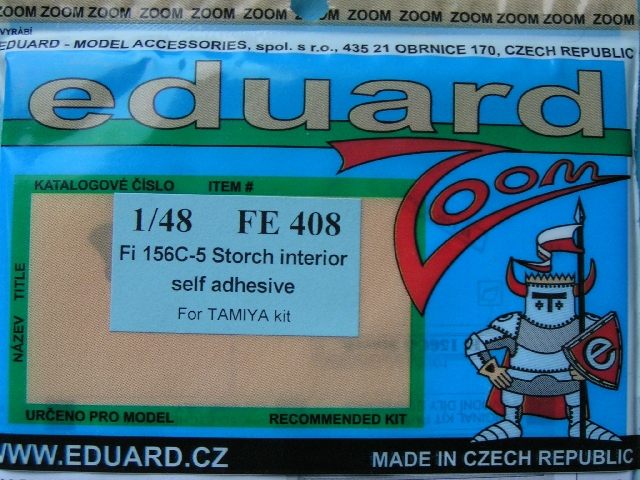 ZOOM ZOOM ZOOM ZOOM ZOOM ZOOM ZOOM ZOOM ZOOM ZOOM ZOOM ZOOM
VYRÁBÍ
EDUARD - MODEL ACCESSORIES, spol. s r.o., 435 21 OBRNICE 170, CZECH REPUBLIC
eduard
Zoom
KATALOGOVÉ ČÍSLO ITEM #
1/48 FE 408
Fi 156C-5 Storch interior
self adhesive
For TAMIYA kit
NÁZEV TITLE
e
URČENO PRO MODEL RECOMMENDED KIT
WWW.EDUARD.CZ MADE IN CZECH REPUBLIC